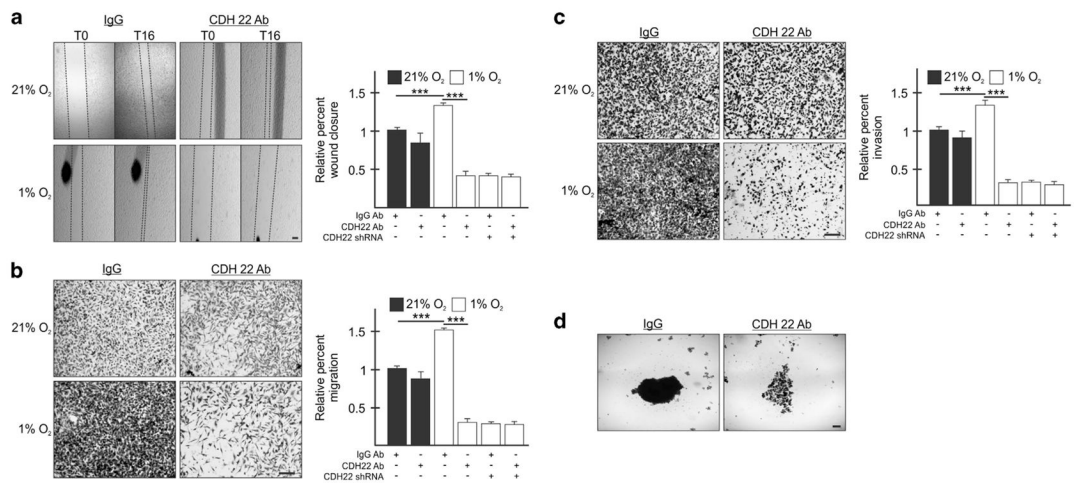 a
IgG
CDH 22 Ab
T0 T16 T0 T16
21% O2
1% O2
21% O2 1% O2
***
***
1.5
1
0.5
Relative percent
wound closure
IgG Ab + - + - + -
CDH22 Ab - + - + - +
CDH22 shRNA - - - - + +
b
IgG
CDH 22 Ab
21% O2
1% O2
21% O2 1% O2
***
***
1.5
1
0.5
Relative percent
migration
IgG Ab + - + - + -
CDH22 Ab - + - + - +
CDH22 shRNA - - - - + +
c
IgG
CDH 22 Ab
21% O2
1% O2
21% O2 1% O2
***
***
1.5
1
0.5
Relative percent
invasion
IgG Ab + - + - + -
CDH22 Ab - + - + - +
CDH22 shRNA - - - - + +
d
IgG
CDH 22 Ab